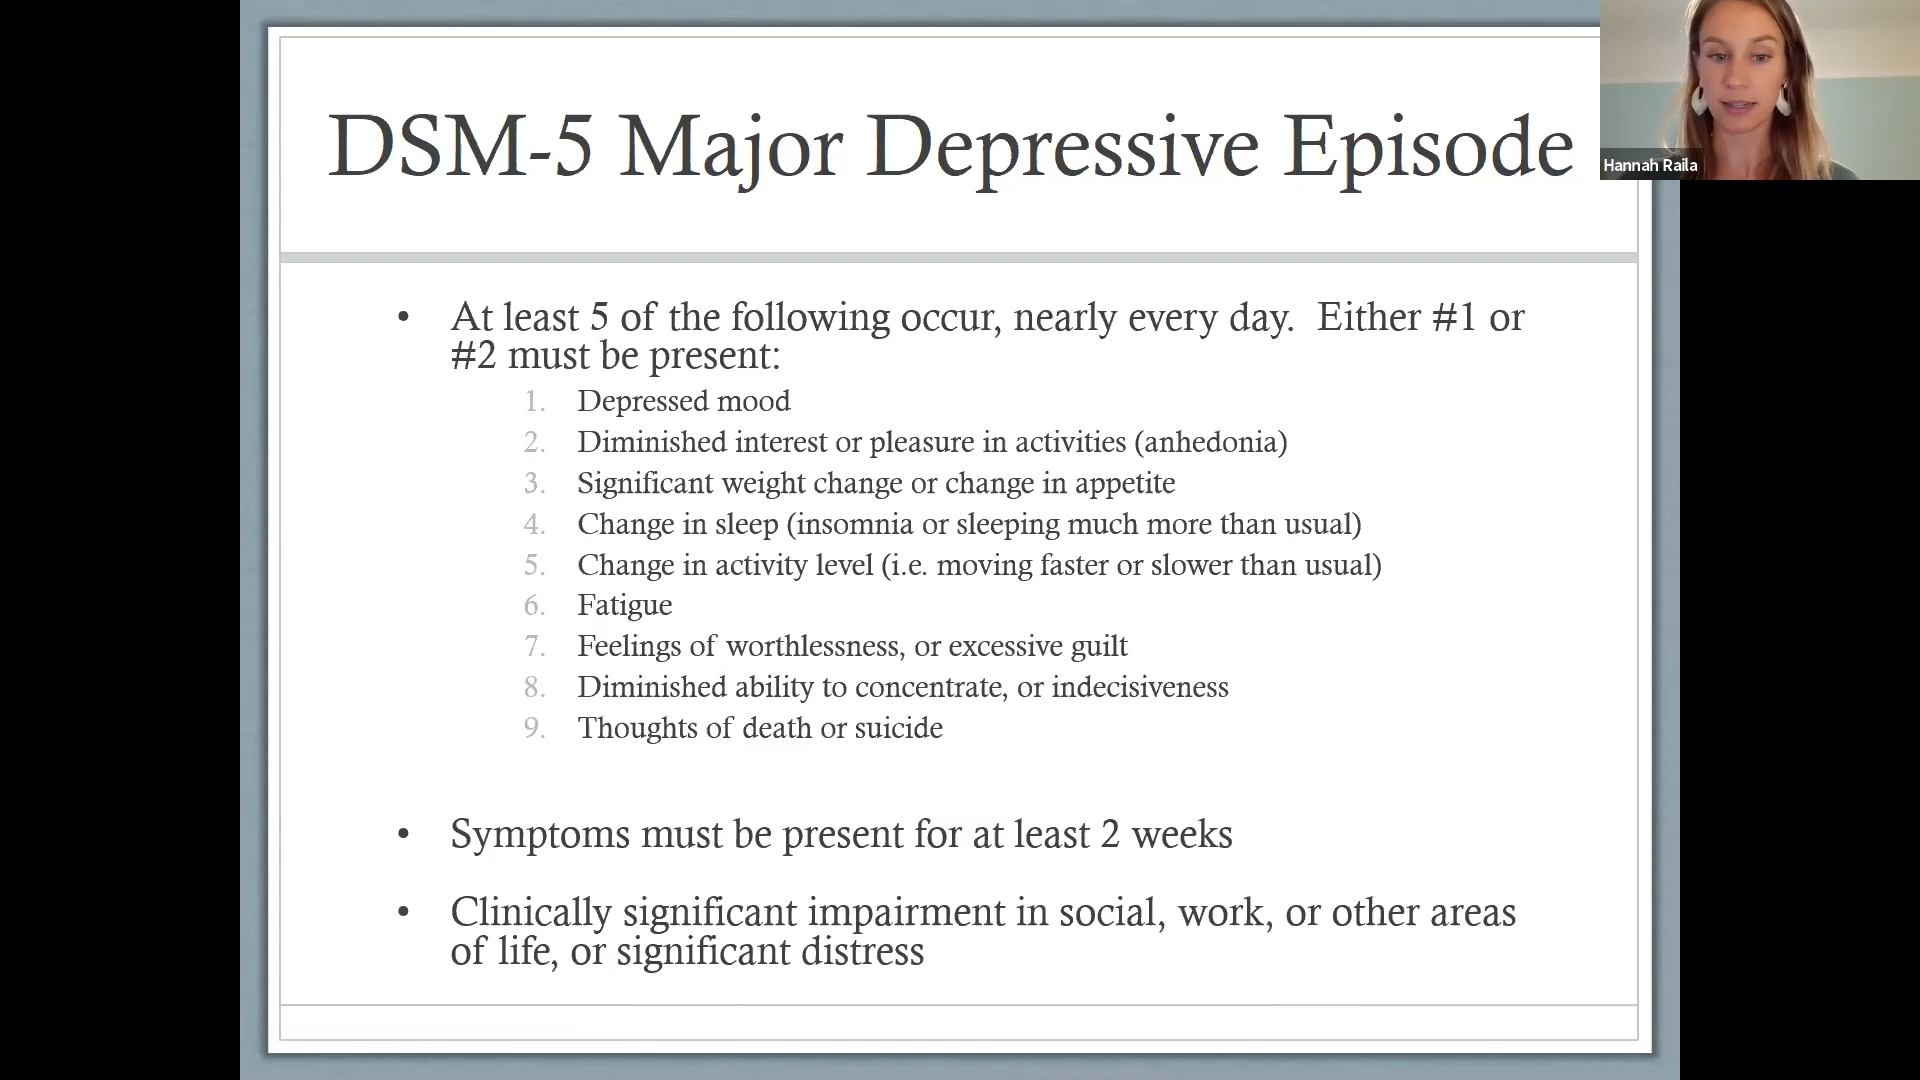 DSM-5 Major Depressive Episode
Hannah Raila
• At least 5 of the following occur, nearly every day.  Either #1 or
#2 must be present:
1. Depressed mood
2. Diminished interest or pleasure in activities (anhedonia)
3. Significant weight change or change in appetite
4. Change in sleep (insomnia or sleeping much more than usual)
5. Change in activity level (i.e. moving faster or slower than usual)
6. Fatigue
7. Feelings of worthlessness, or excessive guilt
8. Diminished ability to concentrate, or indecisiveness
9. Thoughts of death or suicide
• Symptoms must be present for at least 2 weeks
• Clinically significant impairment in social, work, or other areas
of life, or significant distress